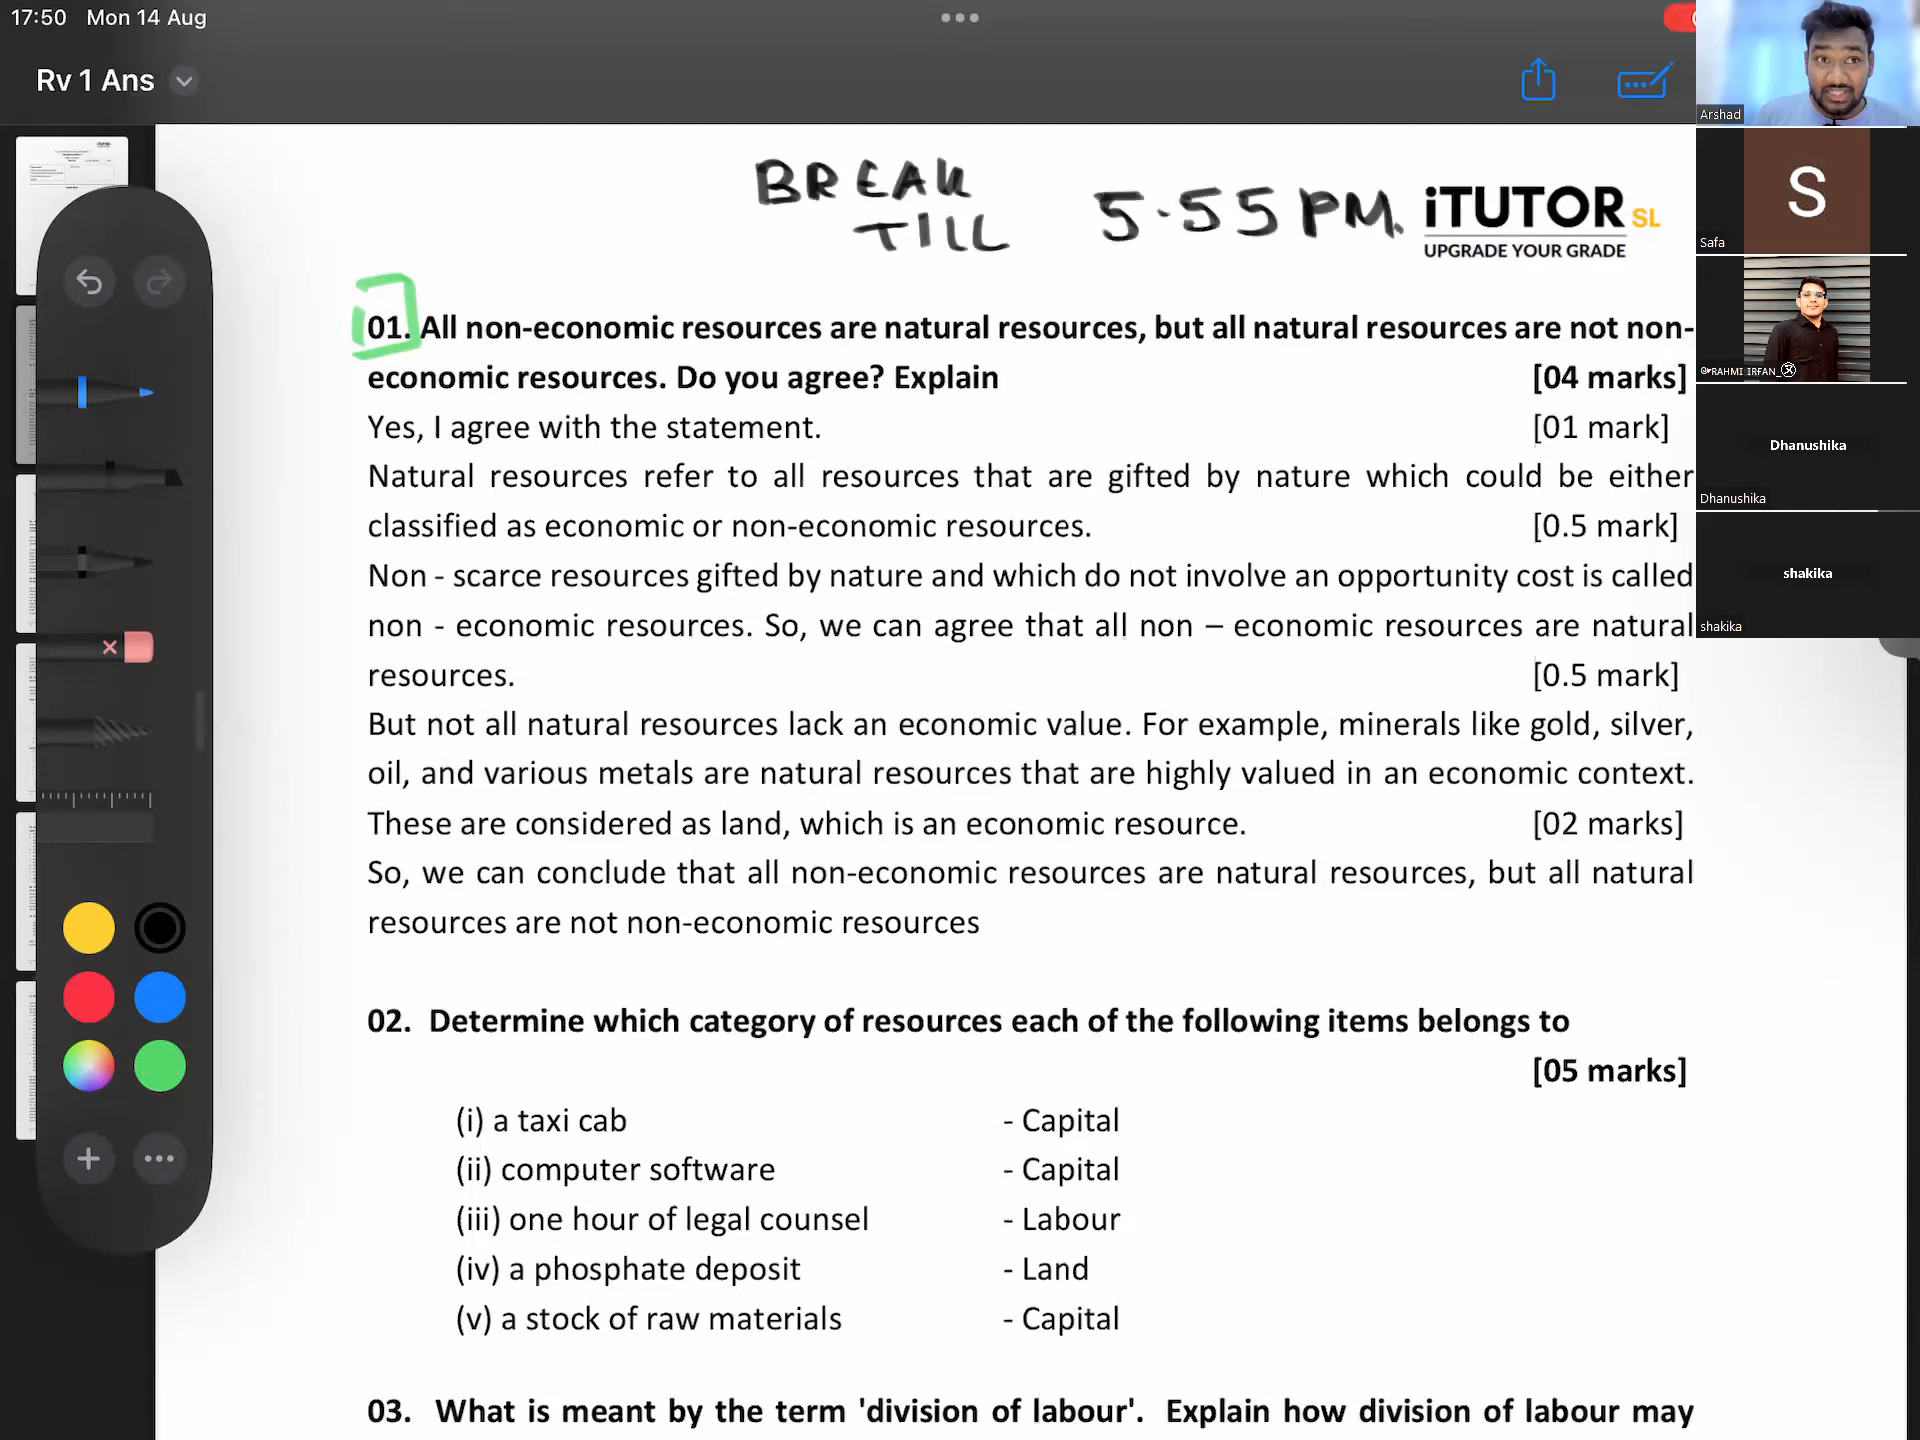 17:50 Mon 14 Aug
Rv 1 Ans
BREAK
TILL
5.55 PM.
iTUTOR SL
UPGRADE YOUR GRADE
01. All non-economic resources are natural resources, but all natural resources are not non-
economic resources. Do you agree? Explain [04 marks]
Yes, I agree with the statement. [01 mark]
Natural resources refer to all resources that are gifted by nature which could be either
classified as economic or non-economic resources. [0.5 mark]
Non - scarce resources gifted by nature and which do not involve an opportunity cost is called
non - economic resources. So, we can agree that all non – economic resources are natural
resources. [0.5 mark]
But not all natural resources lack an economic value. For example, minerals like gold, silver,
oil, and various metals are natural resources that are highly valued in an economic context.
These are considered as land, which is an economic resource. [02 marks]
So, we can conclude that all non-economic resources are natural resources, but all natural
resources are not non-economic resources
02. Determine which category of resources each of the following items belongs to
[05 marks]
(i) a taxi cab - Capital
(ii) computer software - Capital
(iii) one hour of legal counsel - Labour
(iv) a phosphate deposit - Land
(v) a stock of raw materials - Capital
03. What is meant by the term 'division of labour'. Explain how division of labour may
Arshad
S
Safa
RAHMI IRFAN_
Dhanushika
Dhanushika
shakika
shakika